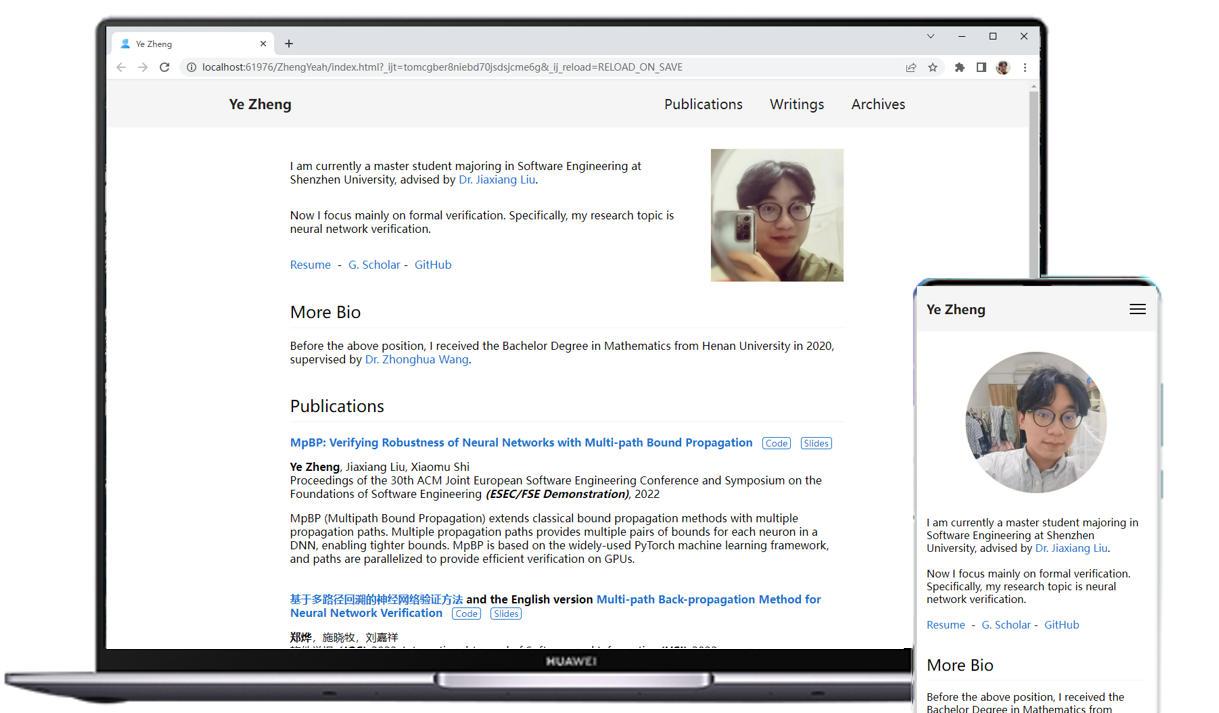 Ye Zheng
localhost:61976/ZhengYeah/index.html?_ijt=tomcgber8niebd70jsdsjcme6g&_ij_reload=RELOAD_ON_SAVE
Ye Zheng
Publications Writings Archives
I am currently a master student majoring in Software Engineering at
Shenzhen University, advised by Dr. Jiaxiang Liu.
Now I focus mainly on formal verification. Specifically, my research topic is
neural network verification.
Resume - G. Scholar - GitHub
More Bio
Before the above position, I received the Bachelor Degree in Mathematics from Henan University in 2020,
supervised by Dr. Zhonghua Wang.
Publications
MpBP: Verifying Robustness of Neural Networks with Multi-path Bound Propagation Code Slides
Ye Zheng, Jiaxiang Liu, Xiaomu Shi
Proceedings of the 30th ACM Joint European Software Engineering Conference and Symposium on the
Foundations of Software Engineering (ESEC/FSE Demonstration), 2022
MpBP (Multipath Bound Propagation) extends classical bound propagation methods with multiple
propagation paths. Multiple propagation paths provides multiple pairs of bounds for each neuron in a
DNN, enabling tighter bounds. MpBP is based on the widely-used PyTorch machine learning framework,
and paths are parallelized to provide efficient verification on GPUs.
基于多路径回溯的神经网络验证方法 and the English version Multi-path Back-propagation Method for
Neural Network Verification Code Slides
郑烨，施晓牧，刘嘉祥
HUAWEI
Ye Zheng
I am currently a master student majoring in
Software Engineering at Shenzhen
University, advised by Dr. Jiaxiang Liu.
Now I focus mainly on formal verification.
Specifically, my research topic is neural
network verification.
Resume - G. Scholar - GitHub
More Bio
Before the above position, I received the
Bachelor Degree in Mathematics from